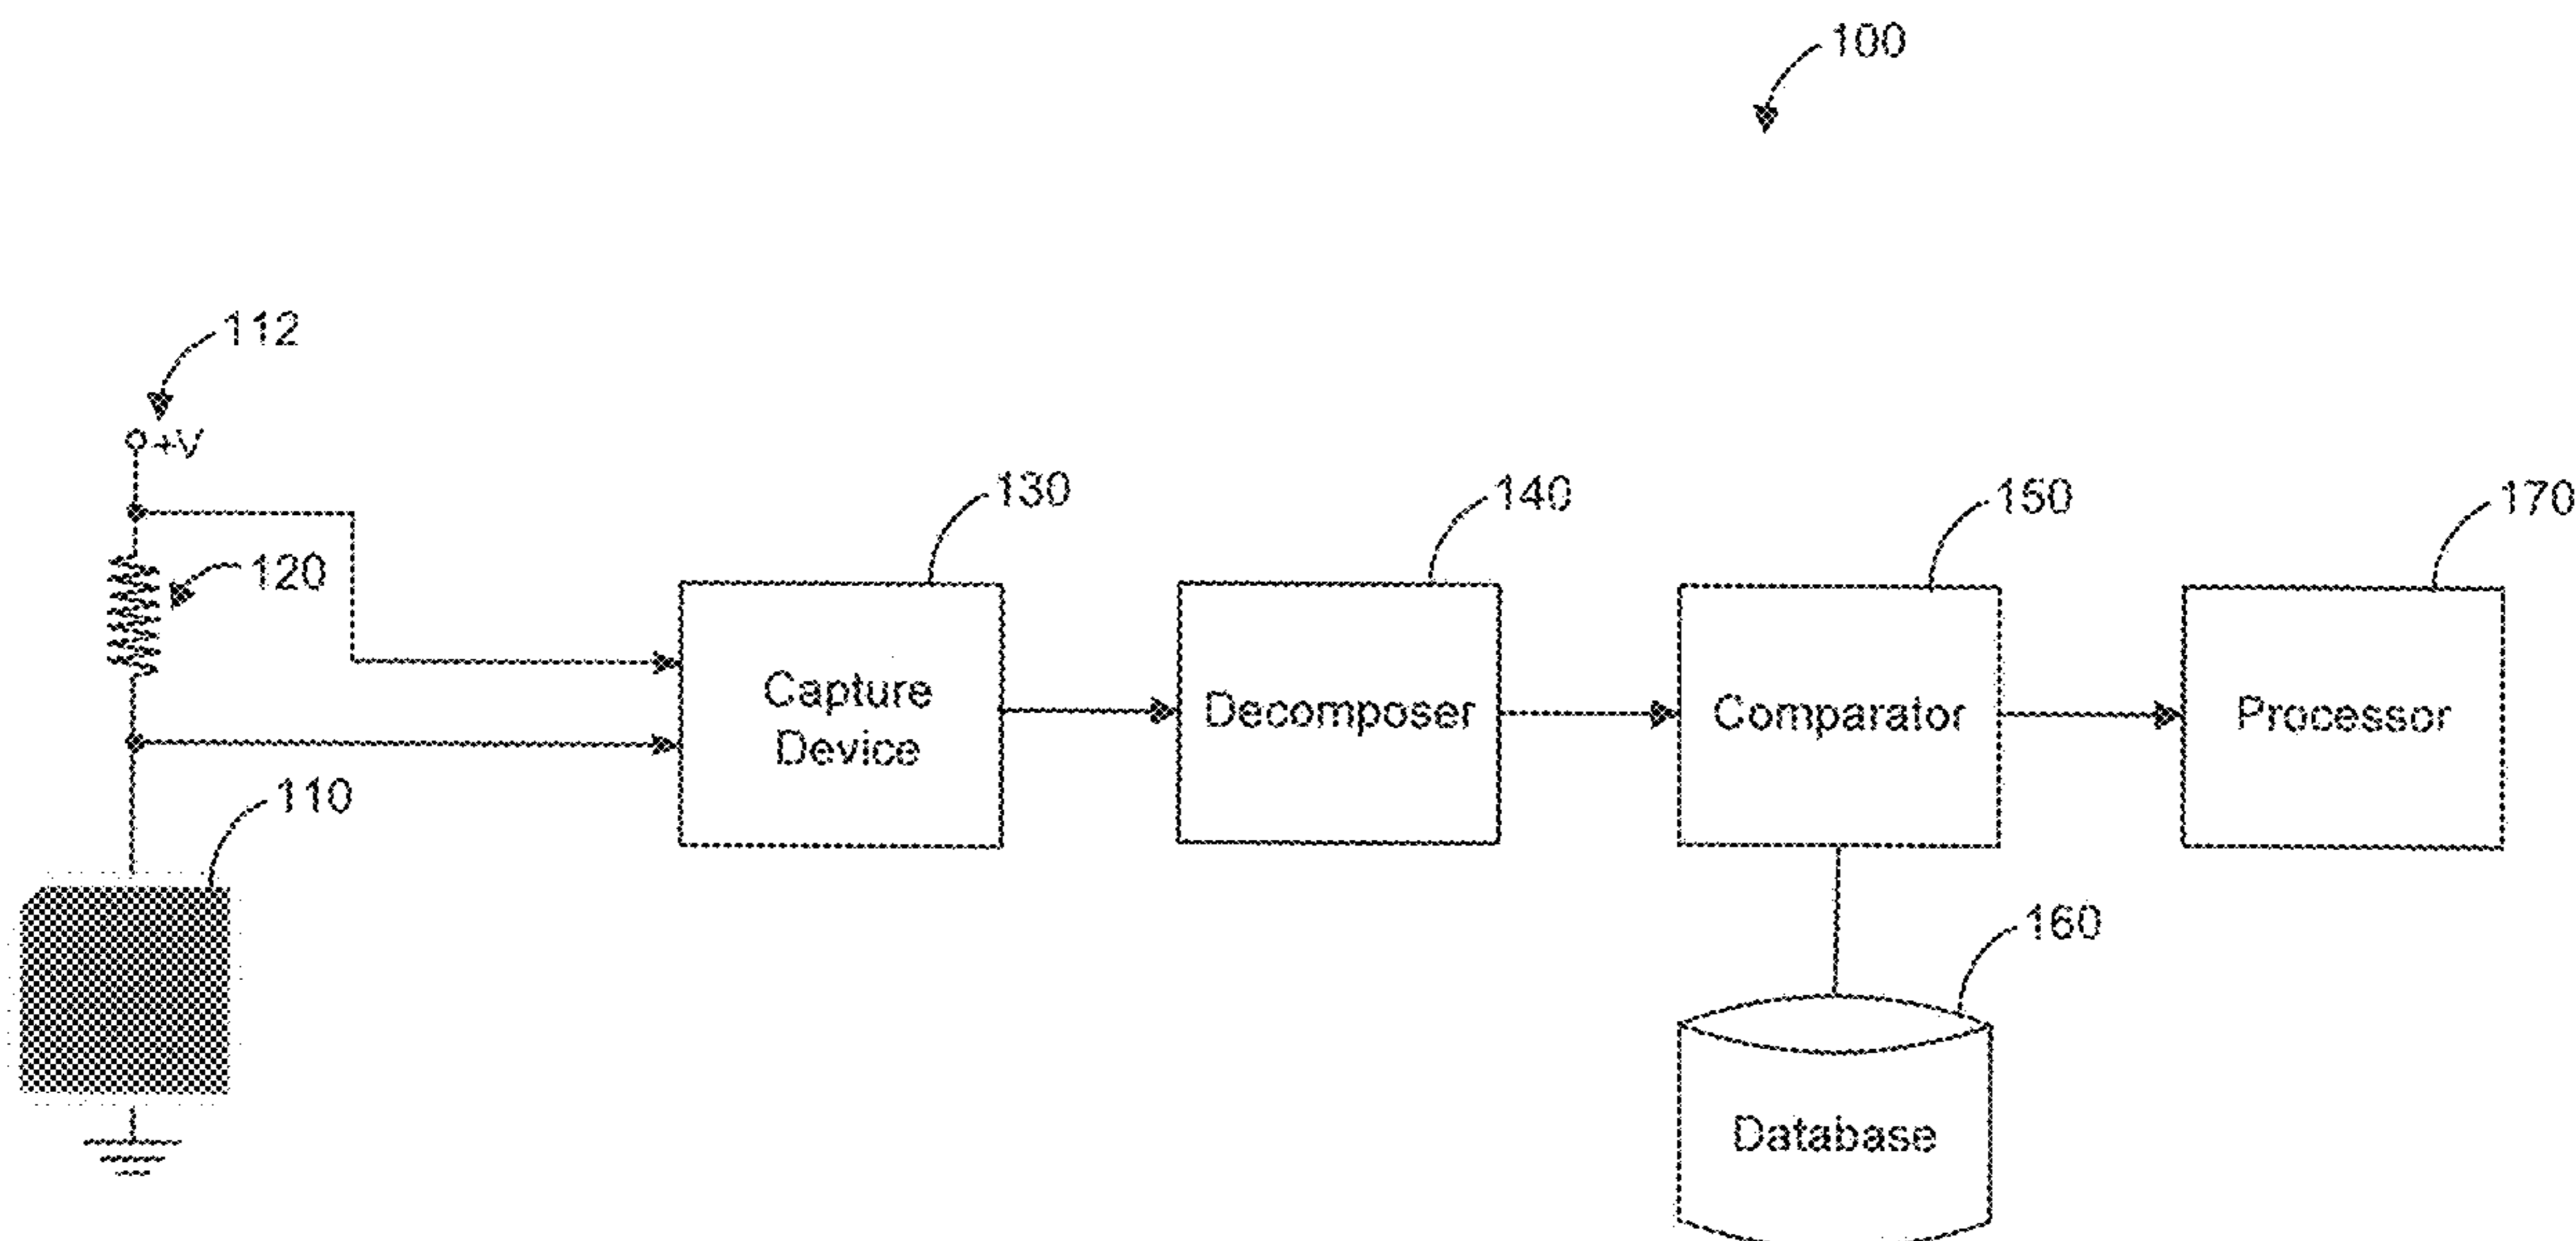 100
112
+V
120
130
140
150
170
Capture
Device
Decomposer
Comparator
Processor
110
160
Database